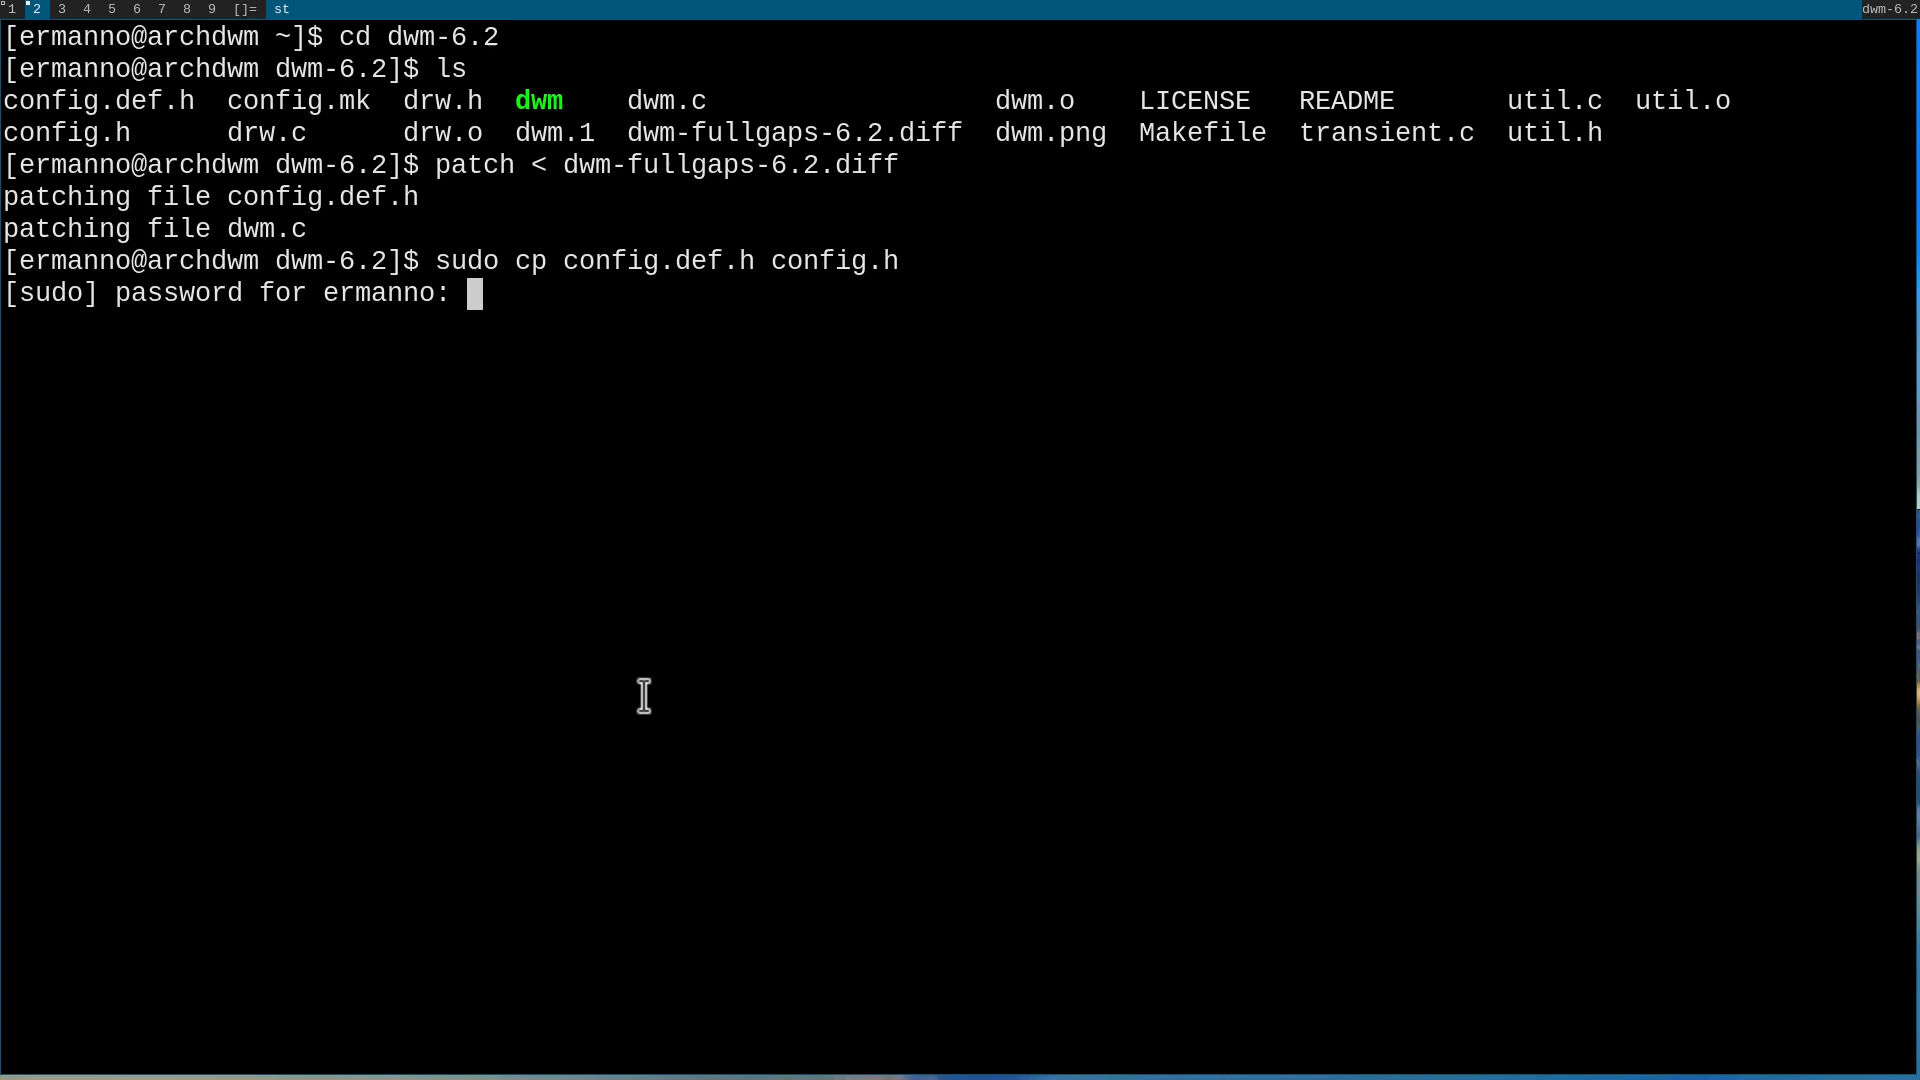 1 2 3 4 5 6 7 8 9 []= st dwm-6.2
[ermanno@archdwm ~]$ cd dwm-6.2
[ermanno@archdwm dwm-6.2]$ ls
config.def.h  config.mk  drw.h  dwm    dwm.c                  dwm.o    LICENSE   README       util.c  util.o
config.h      drw.c      drw.o  dwm.1  dwm-fullgaps-6.2.diff  dwm.png  Makefile  transient.c  util.h
[ermanno@archdwm dwm-6.2]$ patch < dwm-fullgaps-6.2.diff
patching file config.def.h
patching file dwm.c
[ermanno@archdwm dwm-6.2]$ sudo cp config.def.h config.h
[sudo] password for ermanno: